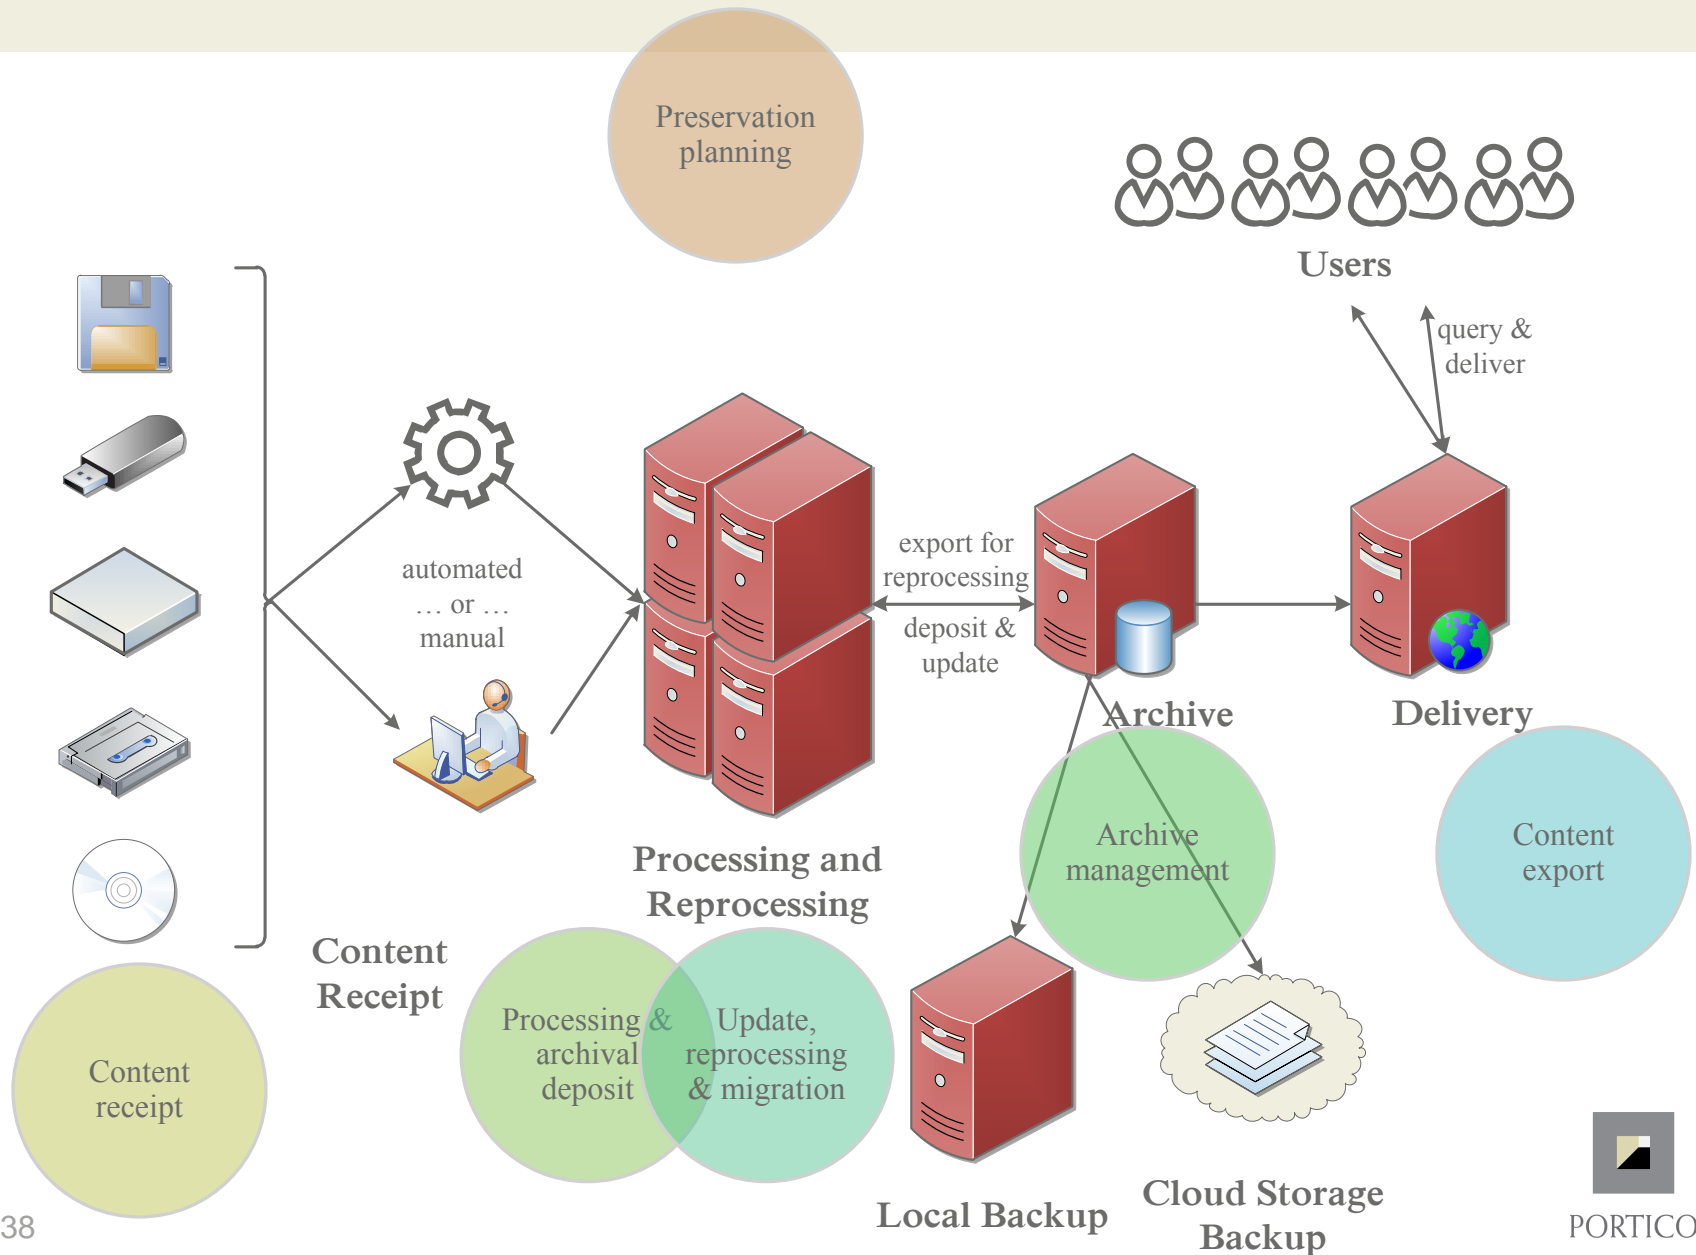 Preservation
planning
Users
query &
deliver
automated
… or …
manual
export for
reprocessing
deposit &
update
Archive
Delivery
Archive
management
Content
export
Processing and
Reprocessing
Content
Receipt
Processing &
archival
deposit
Update,
reprocessing
& migration
Content
receipt
Local Backup
Cloud Storage
Backup
38
PORTICO